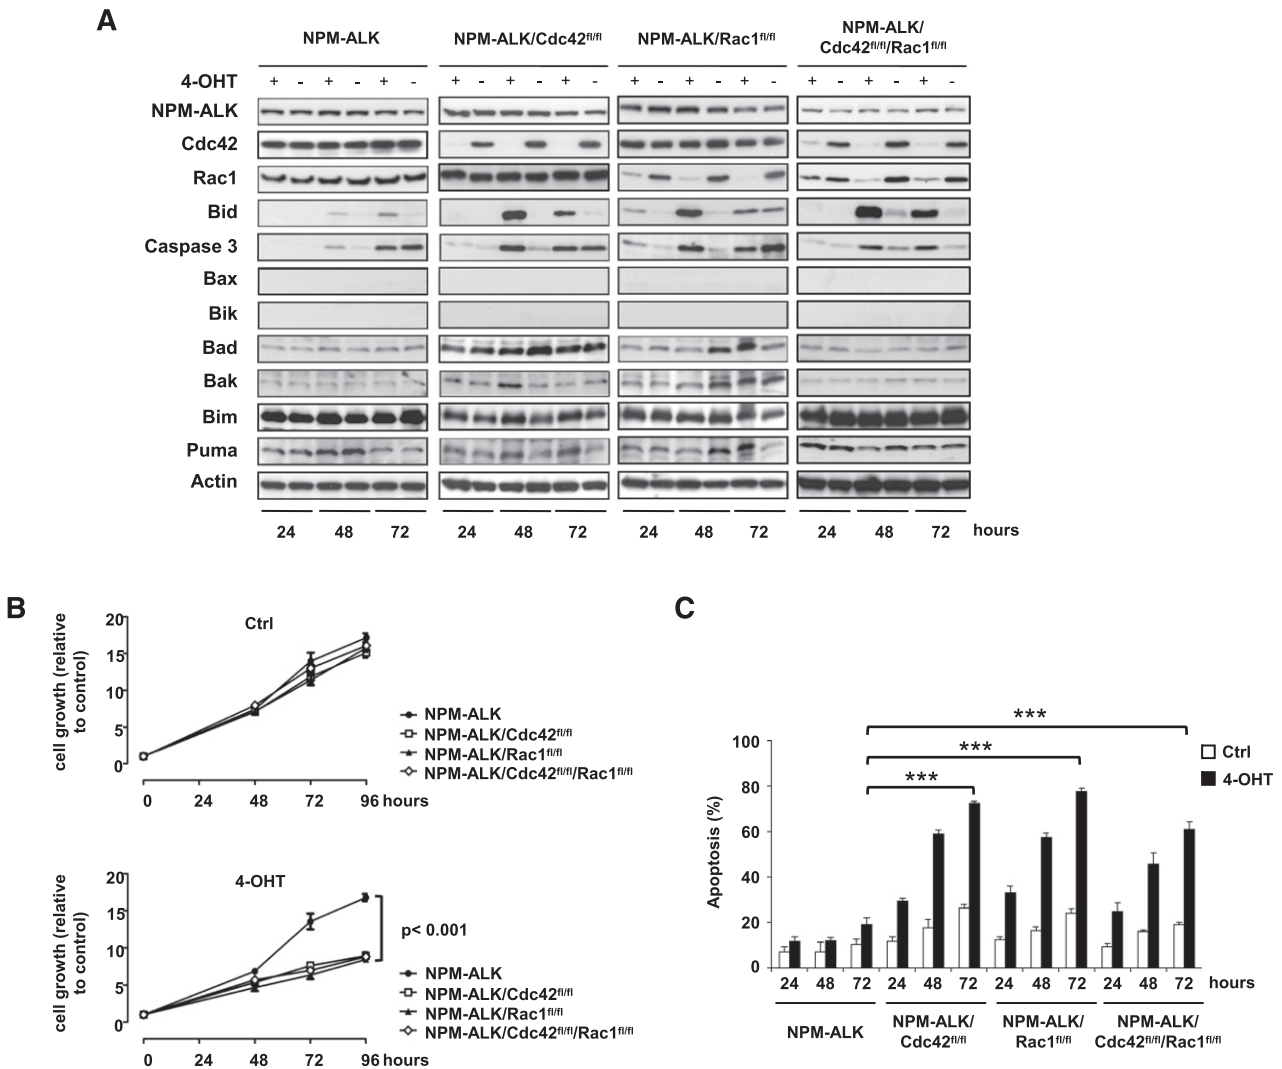 A
NPM-ALK
NPM-ALK/Cdc42fl/fl
NPM-ALK/Rac1fl/fl
NPM-ALK/
Cdc42fl/fl/Rac1fl/fl
4-OHT + - + - + - + - + - + - + - + - + - + - + - + -
NPM-ALK
Cdc42
Rac1
Bid
Caspase 3
Bax
Bik
Bad
Bak
Bim
Puma
Actin
24 48 72 24 48 72 24 48 72 24 48 72 hours
B
cell growth (relative
to control)
Ctrl
20
15
10
5
0
0 24 48 72 96 hours
NPM-ALK
NPM-ALK/Cdc42fl/fl
NPM-ALK/Rac1fl/fl
NPM-ALK/Cdc42fl/fl/Rac1fl/fl
cell growth (relative
to control)
4-OHT
20
15
10
5
0
0 24 48 72 96 hours
p< 0.001
NPM-ALK
NPM-ALK/Cdc42fl/fl
NPM-ALK/Rac1fl/fl
NPM-ALK/Cdc42fl/fl/Rac1fl/fl
C
Apoptosis (%)
100
80
60
40
20
0
***
***
***
Ctrl
4-OHT
24 48 72 24 48 72 24 48 72 24 48 72 hours
NPM-ALK
NPM-ALK/
Cdc42fl/fl
NPM-ALK/
Rac1fl/fl
NPM-ALK/
Cdc42fl/fl/Rac1fl/fl